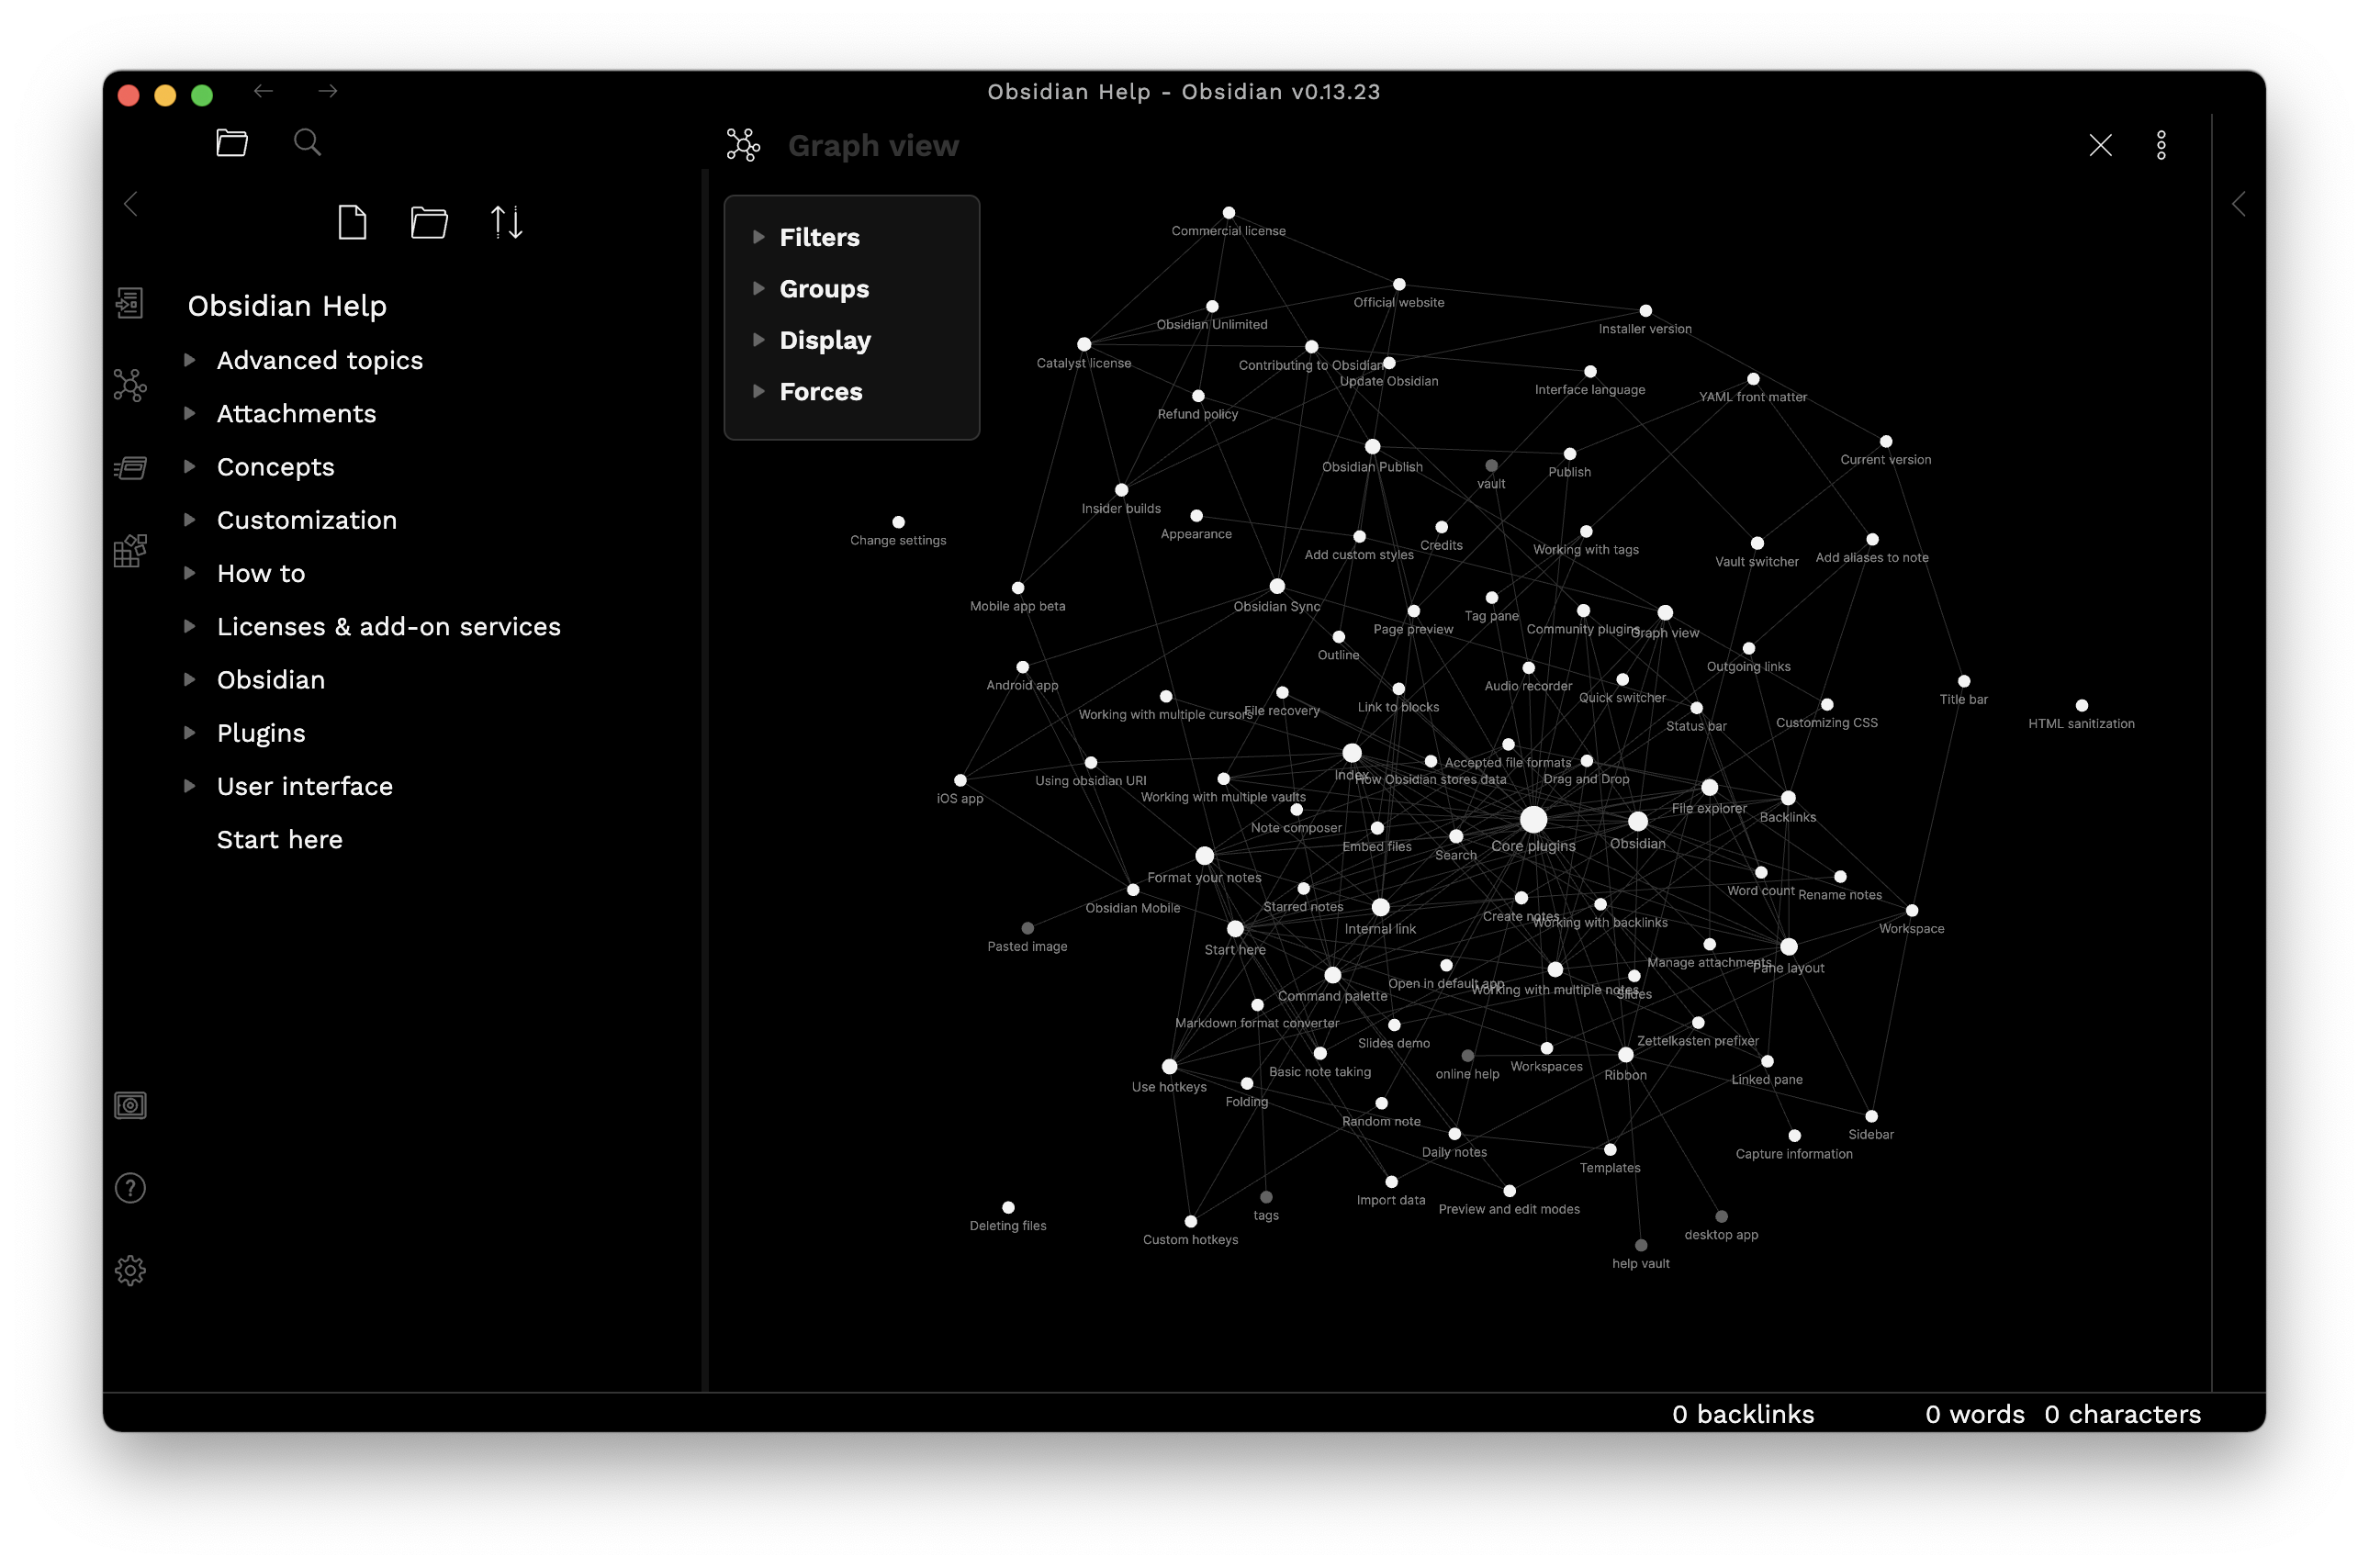 Obsidian Help - Obsidian v0.13.23
Graph view
Obsidian Help
Advanced topics
Attachments
Concepts
Customization
How to
Licenses & add-on services
Obsidian
Plugins
User interface
Start here
Filters
Groups
Display
Forces
Commercial license
Official website
Obsidian Unlimited
Installer version
Catalyst license
Contributing to Obsidian
Update Obsidian
Interface language
YAML front matter
Refund policy
Obsidian Publish
Publish
Current version
vault
Insider builds
Appearance
Change settings
Add custom styles
Credits
Working with tags
Vault switcher
Add aliases to note
Mobile app beta
Obsidian Sync
Page preview
Tag pane
Community plugins
Graph view
Outline
Outgoing links
Android app
Audio recorder
Quick switcher
Title bar
Working with multiple cursors
File recovery
Link to blocks
Status bar
Customizing CSS
HTML sanitization
Using obsidian URI
Index
How Obsidian stores data
Accepted file formats
Drag and Drop
iOS app
Working with multiple vaults
File explorer
Backlinks
Note composer
Embed files
Search
Core plugins
Obsidian
Format your notes
Word count
Rename notes
Obsidian Mobile
Starred notes
Internal link
Create notes
Working with backlinks
Workspace
Pasted image
Start here
Manage attachments
Pane layout
Command palette
Open in default app
Working with multiple notes
Slides
Markdown format converter
Slides demo
Zettelkasten prefixer
Use hotkeys
Basic note taking
online help
Workspaces
Ribbon
Linked pane
Folding
Random note
Daily notes
Sidebar
Capture information
Templates
Import data
Preview and edit modes
tags
Deleting files
Custom hotkeys
desktop app
help vault
0 backlinks
0 words
0 characters